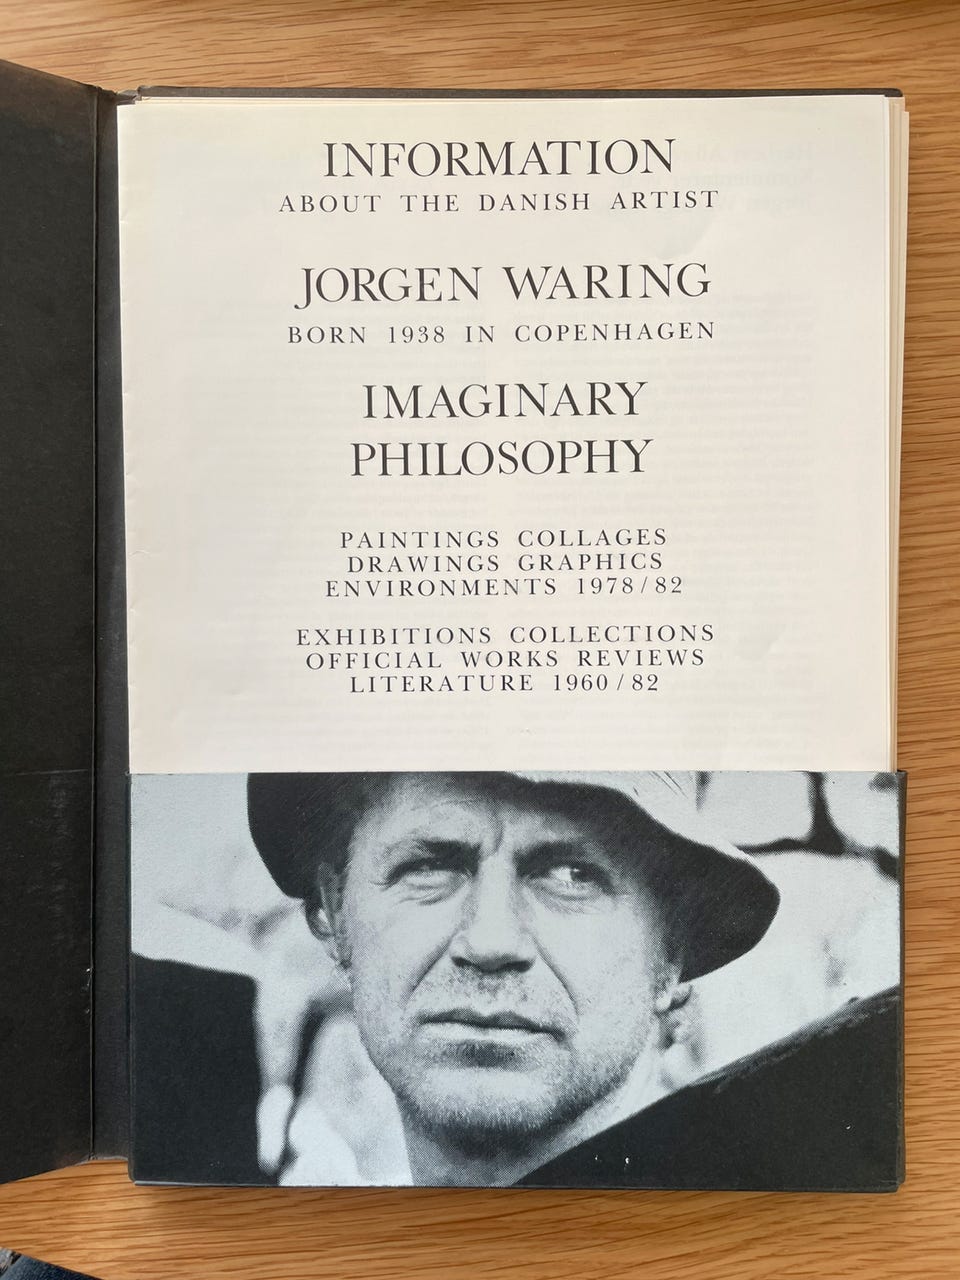 INFORMATION
ABOUT THE DANISH ARTIST
JORGEN WARING
BORN 1938 IN COPENHAGEN
IMAGINARY
PHILOSOPHY
PAINTINGS COLLAGES
DRAWINGS GRAPHICS
ENVIRONMENTS 1978/82
EXHIBITIONS COLLECTIONS
OFFICIAL WORKS REVIEWS
LITERATURE 1960/82